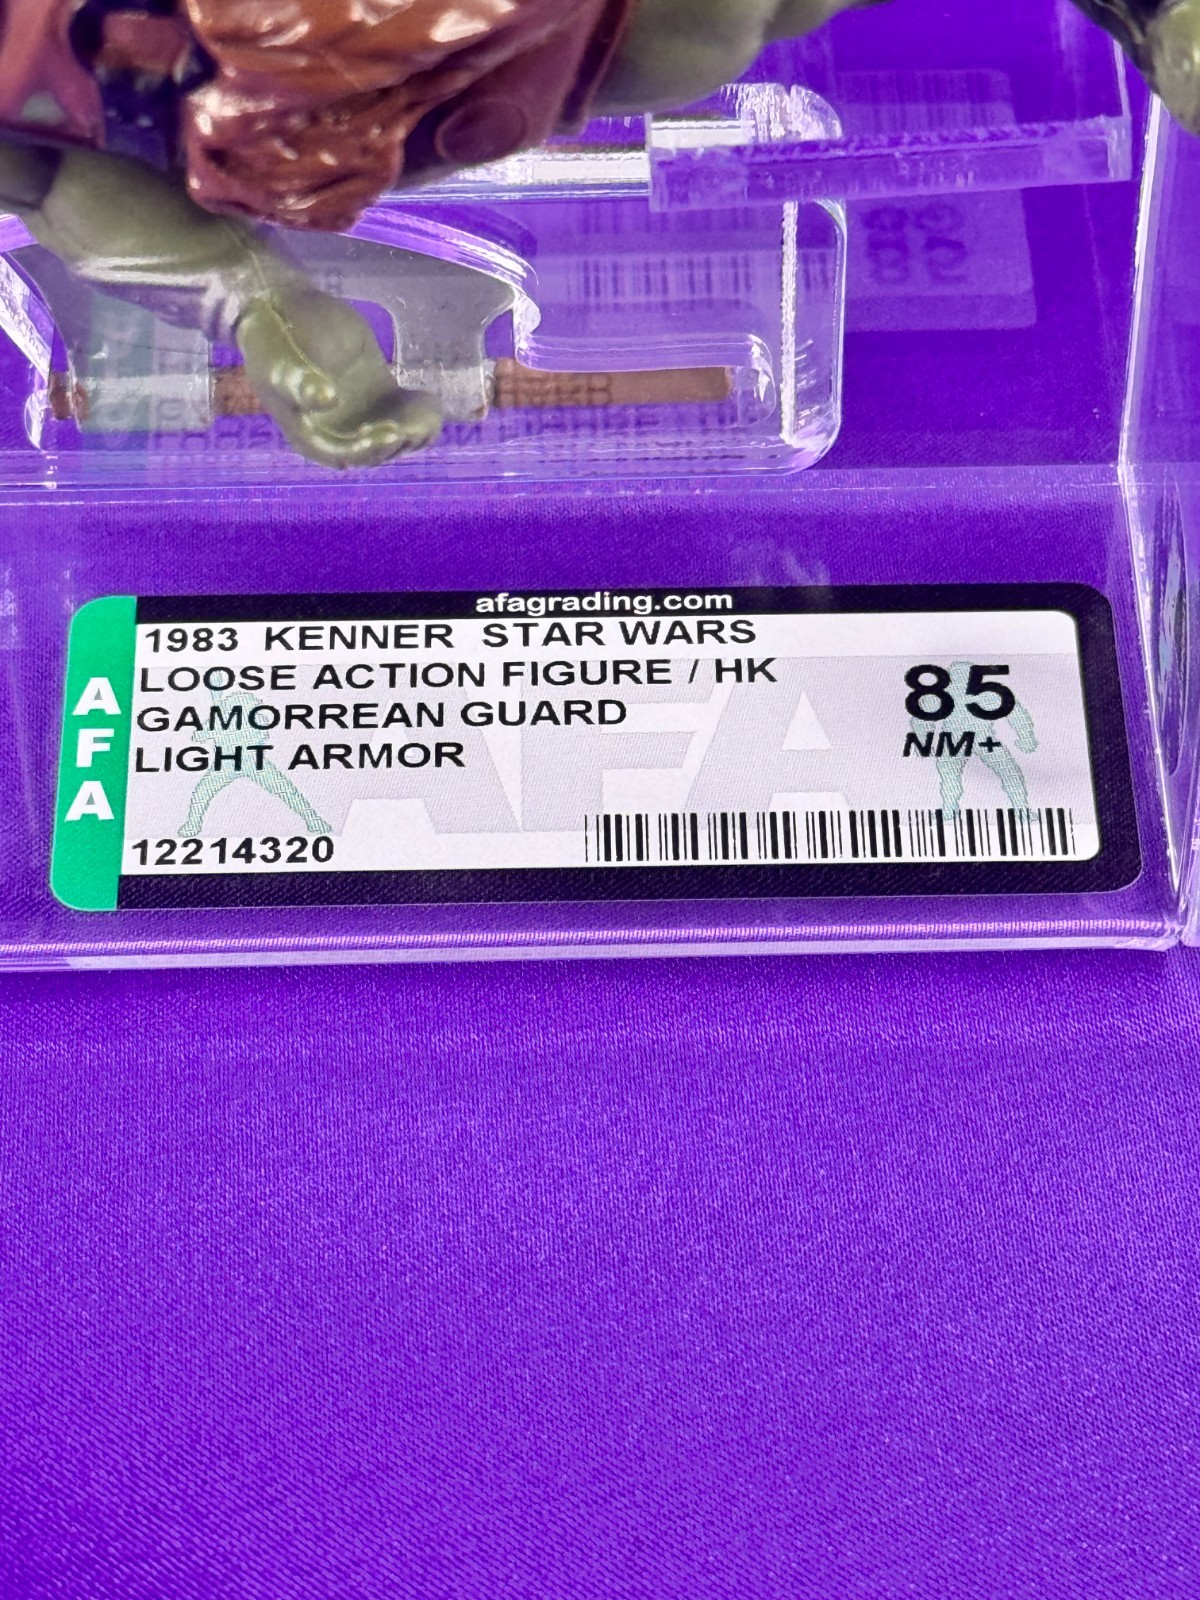 afagrading.com
AFA
1983 KENNER STAR WARS
LOOSE ACTION FIGURE / HK
GAMORREAN GUARD
LIGHT ARMOR
85
NM+
12214320